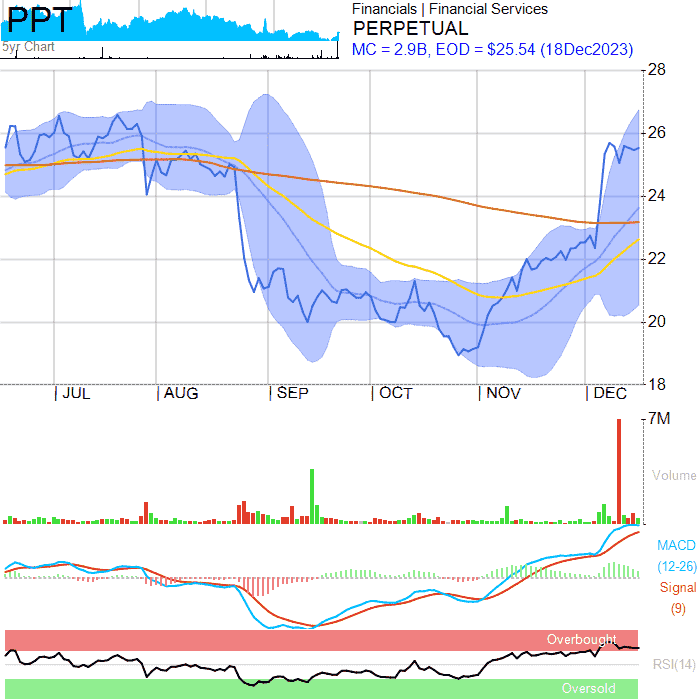 PPT
5yr Chart
Financials | Financial Services
PERPETUAL
MC = 2.9B, EOD = $25.54 (18Dec2023)
28
26
24
22
20
18
JUL AUG SEP OCT NOV DEC
7M
Volume
MACD
(12-26)
Signal
(9)
Overbought
RSI(14)
Oversold